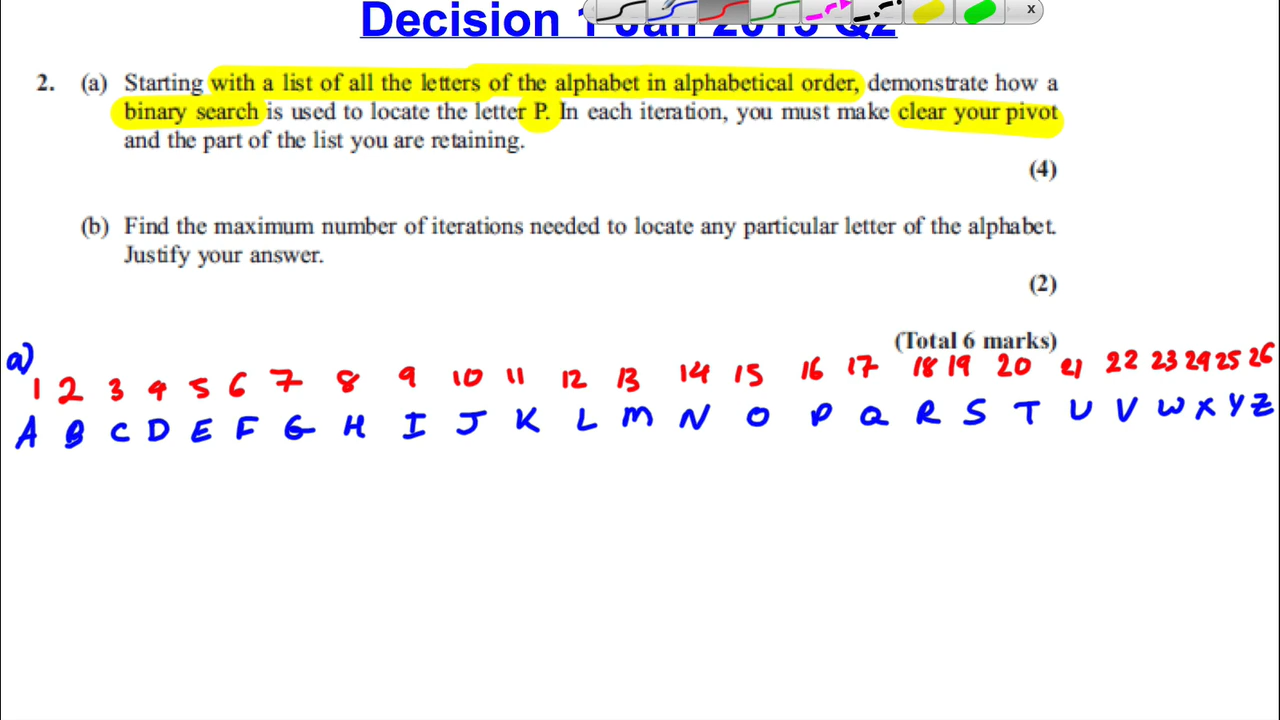 Decision 1 Jan 2013 Q2
x
2. (a) Starting with a list of all the letters of the alphabet in alphabetical order, demonstrate how a
binary search is used to locate the letter P. In each iteration, you must make clear your pivot
and the part of the list you are retaining.
(4)
(b) Find the maximum number of iterations needed to locate any particular letter of the alphabet.
Justify your answer.
(2)
(Total 6 marks)
a)
1 2 3 4 5 6 7 8 9 10 11 12 13 14 15 16 17 18 19 20 21 22 23 24 25 26
A B C D E F G H I J K L M N O P Q R S T U V W X Y Z